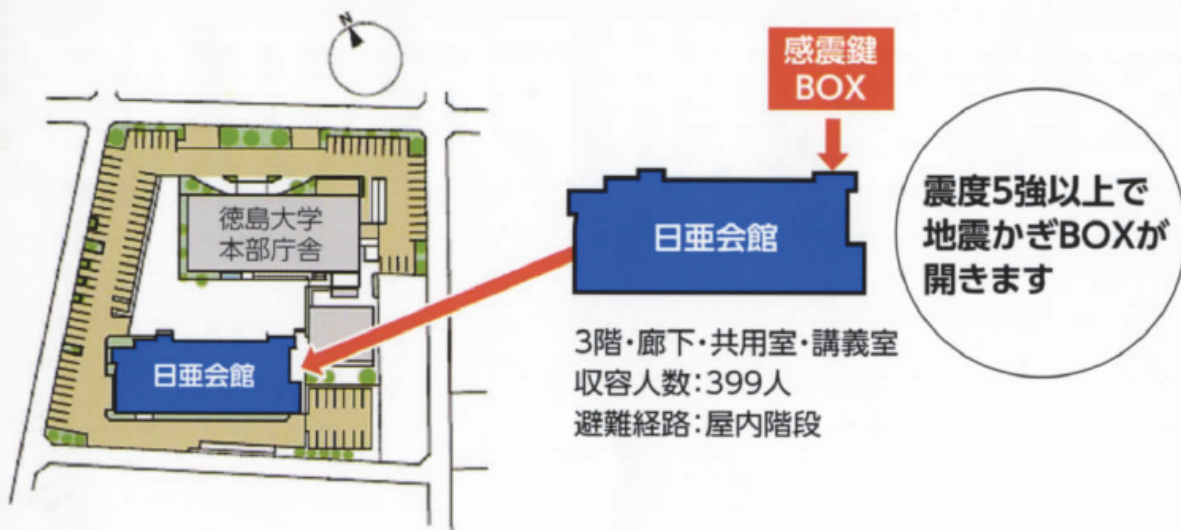 N
徳島大学
本部庁舎
日亜会館
感震鍵
BOX
日亜会館
3階・廊下・共用室・講義室
収容人数：399人
避難経路：屋内階段
震度5強以上で
地震かぎBOXが
開きます